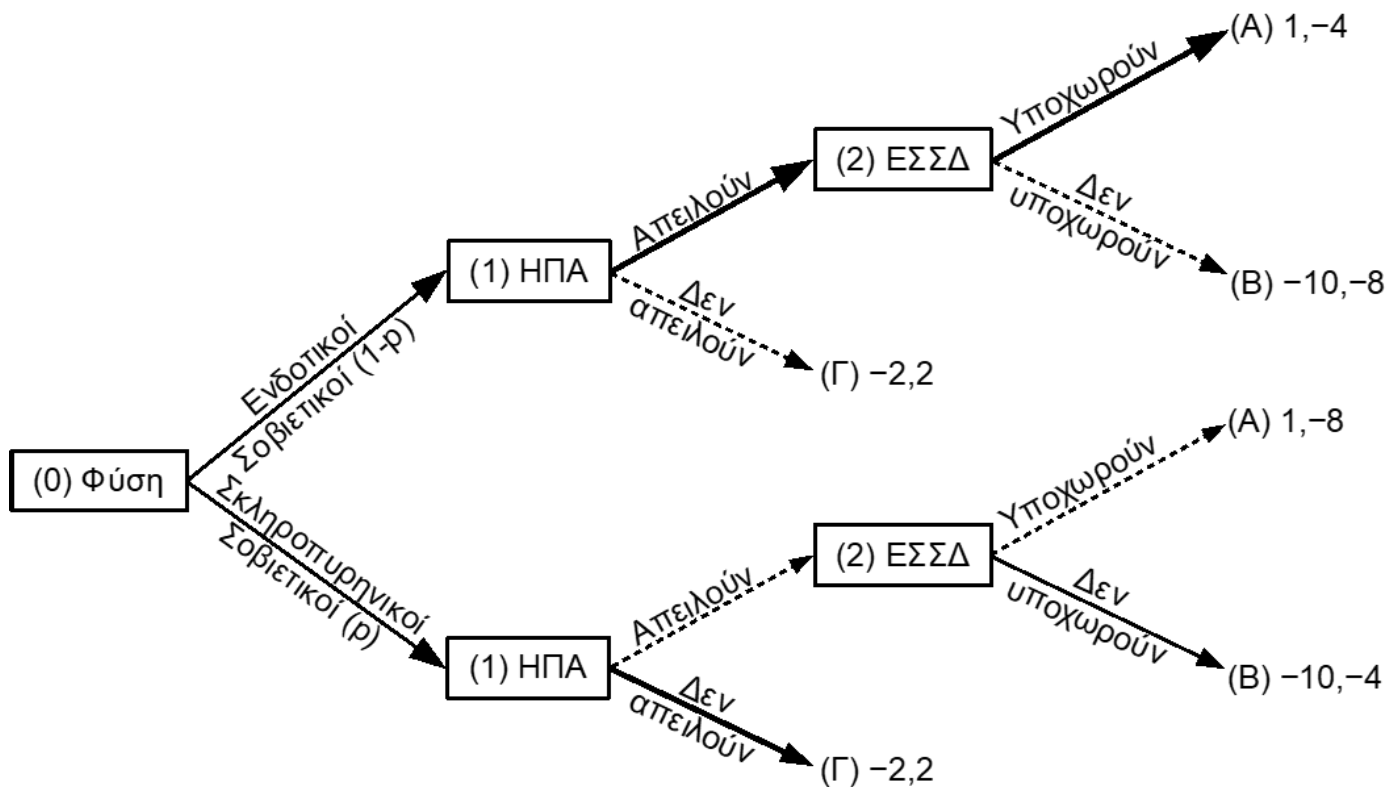 (Α) 1,−4
Υποχωρούν
(2) ΕΣΣΔ
Δεν
υποχωρούν
(Β) −10,−8
Απειλούν
(1) ΗΠΑ
Δεν
απειλούν
(Γ) −2,2
Ενδοτικοί
Σοβιετικοί (1-p)
(0) Φύση
Σκληροπυρηνικοί
Σοβιετικοί (p)
(Α) 1,−8
Υποχωρούν
(2) ΕΣΣΔ
Δεν
υποχωρούν
(Β) −10,−4
Απειλούν
(1) ΗΠΑ
Δεν
απειλούν
(Γ) −2,2